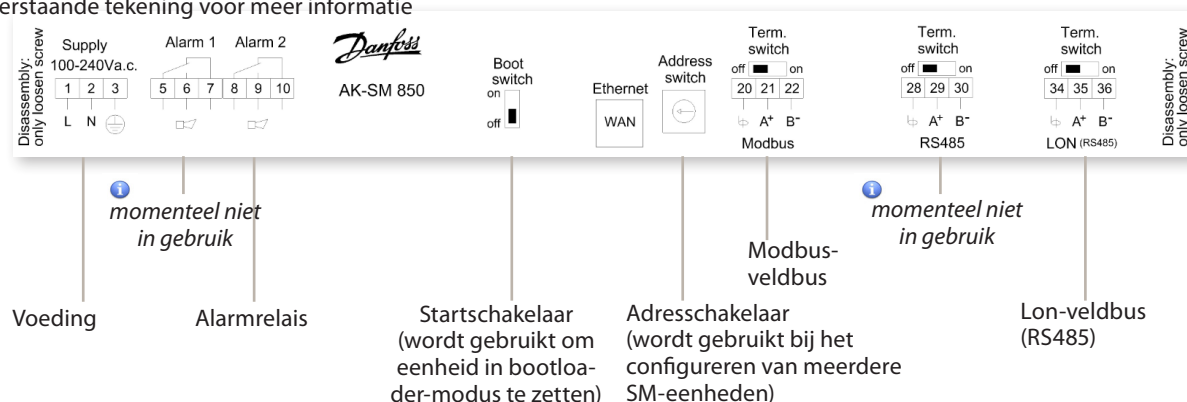 erstaande tekening voor meer informatie
Disassembly:
only loosen screw
Supply
100-240Va.c.
1 2 3
L N
Alarm 1 Alarm 2
5 6 7 8 9 10
Danfoss
AK-SM 850
Boot
switch
on
off
Ethernet
WAN
Address
switch
Term.
switch
off on
20 21 22
A+ B-
Modbus
Term.
switch
off on
28 29 30
A+ B-
RS485
Term.
switch
off on
34 35 36
A+ B-
LON (RS485)
Disassembly:
only loosen screw
i
momenteel niet
in gebruik
i
momenteel niet
in gebruik
Voeding
Alarmrelais
Startschakelaar
(wordt gebruikt om
eenheid in bootloa-
der-modus te zetten)
Adresschakelaar
(wordt gebruikt bij het
configureren van meerdere
SM-eenheden)
Modbus-
veldbus
Lon-veldbus
(RS485)